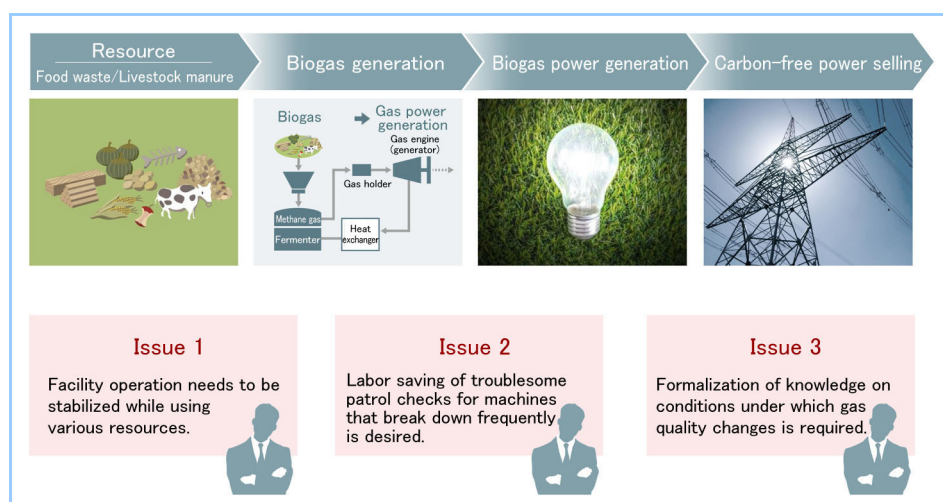 Resource
Food waste/Livestock manure
Biogas generation
Biogas power generation
Carbon-free power selling
Biogas
Gas power
generation
Gas engine
(generator)
Gas holder
Methane gas
Fermenter
Heat
exchanger
Issue 1
Facility operation needs to be
stabilized while using
various resources.
Issue 2
Labor saving of troublesome
patrol checks for machines
that break down frequently
is desired.
Issue 3
Formalization of knowledge on
conditions under which gas
quality changes is required.